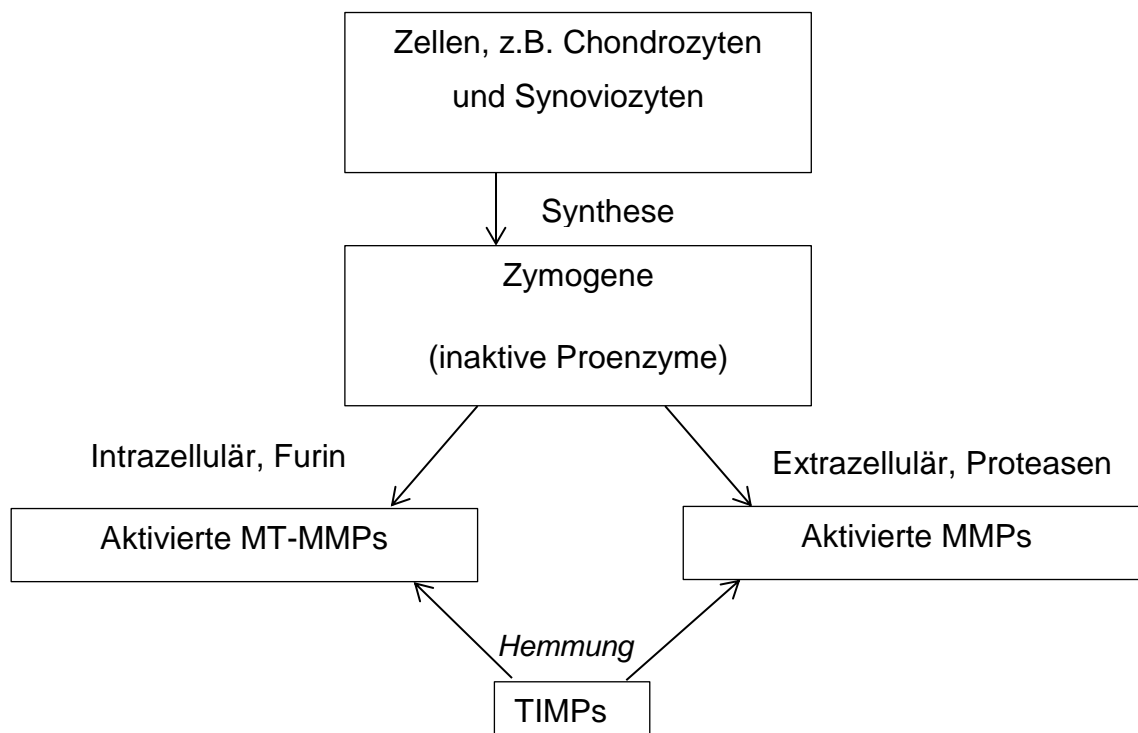 Zellen, z.B. Chondrozyten
und Synoviozyten
Synthese
Zymogene
(inaktive Proenzyme)
Intrazellulär, Furin
Extrazellulär, Proteasen
Aktivierte MT-MMPs
Aktivierte MMPs
Hemmung
TIMPs